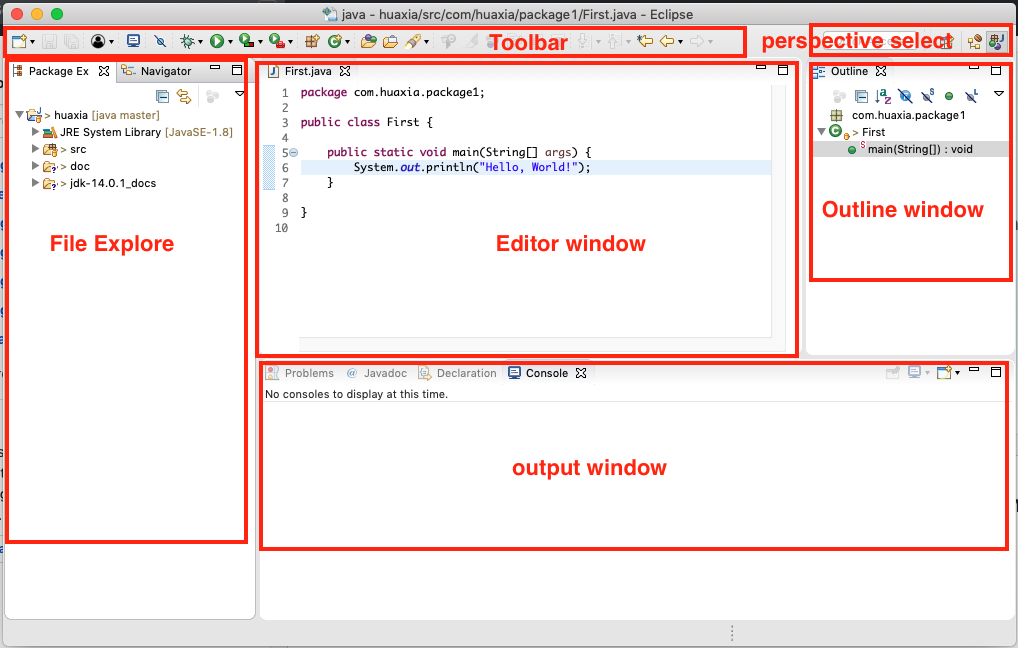 java - huaxia/src/com/huaxia/package1/First.java - Eclipse
Toolbar
perspective select
Package Ex
Navigator
> huaxia [java master]
JRE System Library [JavaSE-1.8]
> src
> doc
> jdk-14.0.1_docs
File Explore
First.java
1 package com.huaxia.package1;
2
3 public class First {
4
5 public static void main(String[] args) {
6 System.out.println("Hello, World!");
7 }
8
9 }
10
Editor window
Outline
com.huaxia.package1
> First
main(String[]) : void
Outline window
Problems
Javadoc
Declaration
Console
No consoles to display at this time.
output window